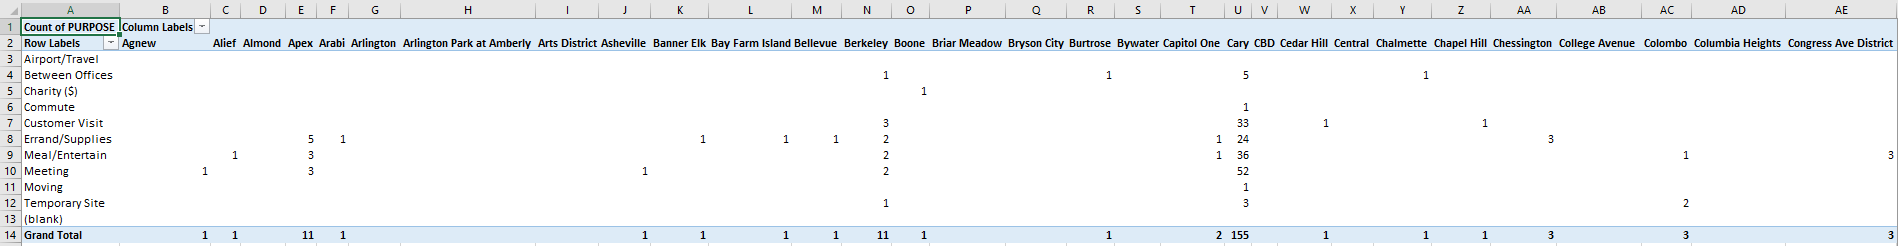 A B C D E F G H I J K L M N O P Q R S T U V W X Y Z AA AB AC AD AE
1 Count of PURPOSE Column Labels
2 Row Labels Agnew Alief Almond Apex Arabi Arlington Arlington Park at Amberly Arts District Asheville Banner Elk Bay Farm Island Bellevue Berkeley Boone Briar Meadow Bryson City Burtrose Bywater Capitol One Cary CBD Cedar Hill Central Chalmette Chapel Hill Chessington College Avenue Colombo Columbia Heights Congress Ave District
3 Airport/Travel
4 Between Offices 1 1 5 1
5 Charity ($) 1
6 Commute 1
7 Customer Visit 3 33 1 1
8 Errand/Supplies 5 1 1 1 1 2 1 24 3
9 Meal/Entertain 1 3 2 1 36 1 3
10 Meeting 1 3 1 2 52
11 Moving 1
12 Temporary Site 1 3 2
13 (blank)
14 Grand Total 1 1 11 1 1 1 1 1 11 1 1 2 155 1 1 1 3 3 3